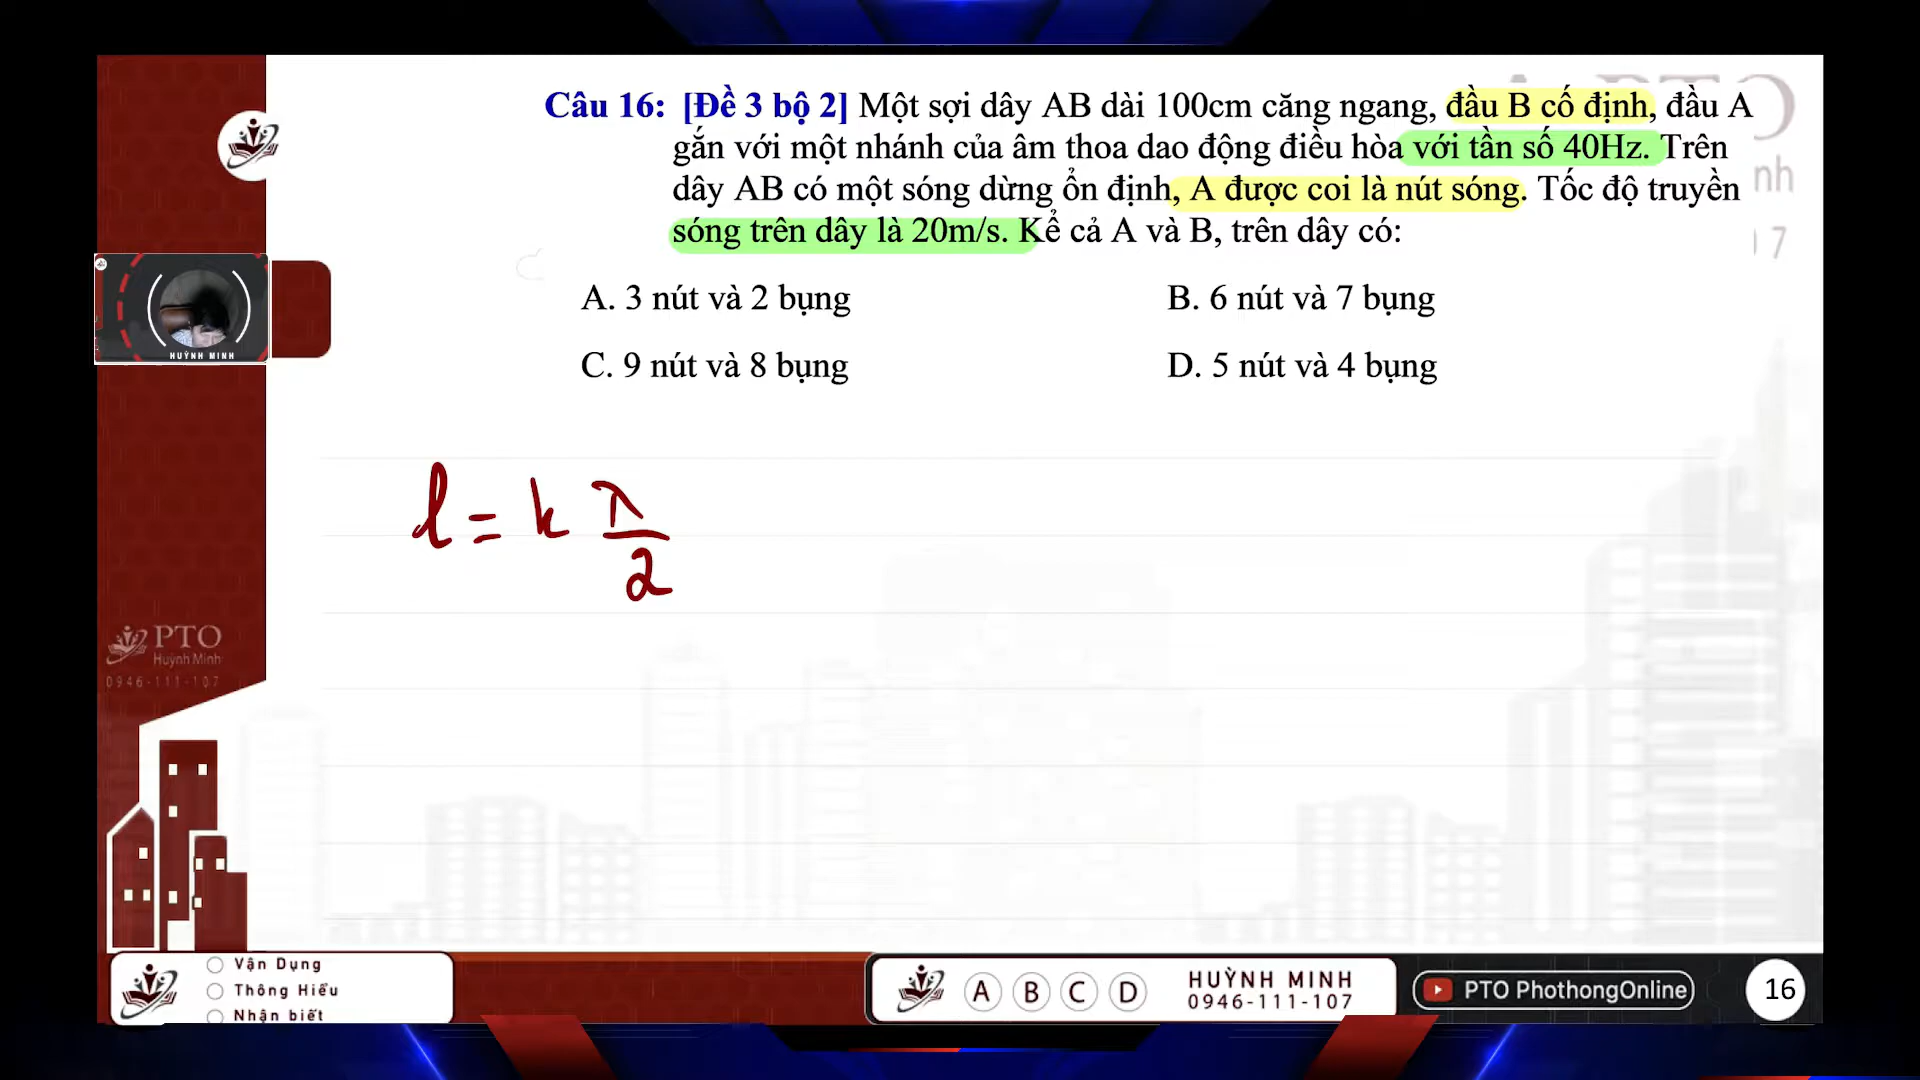 Câu 16: [Đề 3 bộ 2] Một sợi dây AB dài 100cm căng ngang, đầu B cố định, đầu A
gắn với một nhánh của âm thoa dao động điều hòa với tần số 40Hz. Trên
dây AB có một sóng dừng ổn định, A được coi là nút sóng. Tốc độ truyền
sóng trên dây là 20m/s. Kể cả A và B, trên dây có:
A. 3 nút và 2 bụng
B. 6 nút và 7 bụng
C. 9 nút và 8 bụng
D. 5 nút và 4 bụng
HUỲNH MINH
l = k λ/2
PTO
Huỳnh Minh
0946-111-107
Vận Dụng
Thông Hiểu
Nhận biết
A B C D
HUỲNH MINH
0946-111-107
PTO PhothongOnline
16